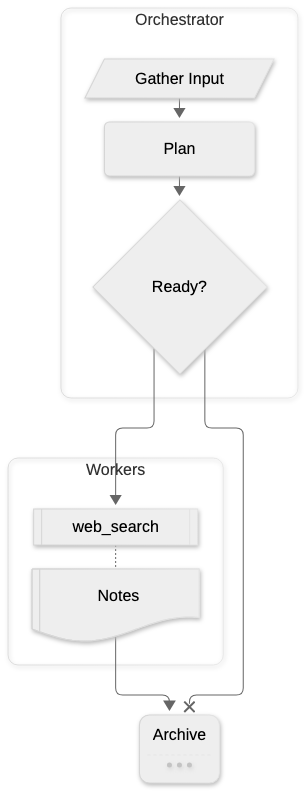 Orchestrator
Gather Input
Plan
Ready?
Workers
web_search
Notes
Archive